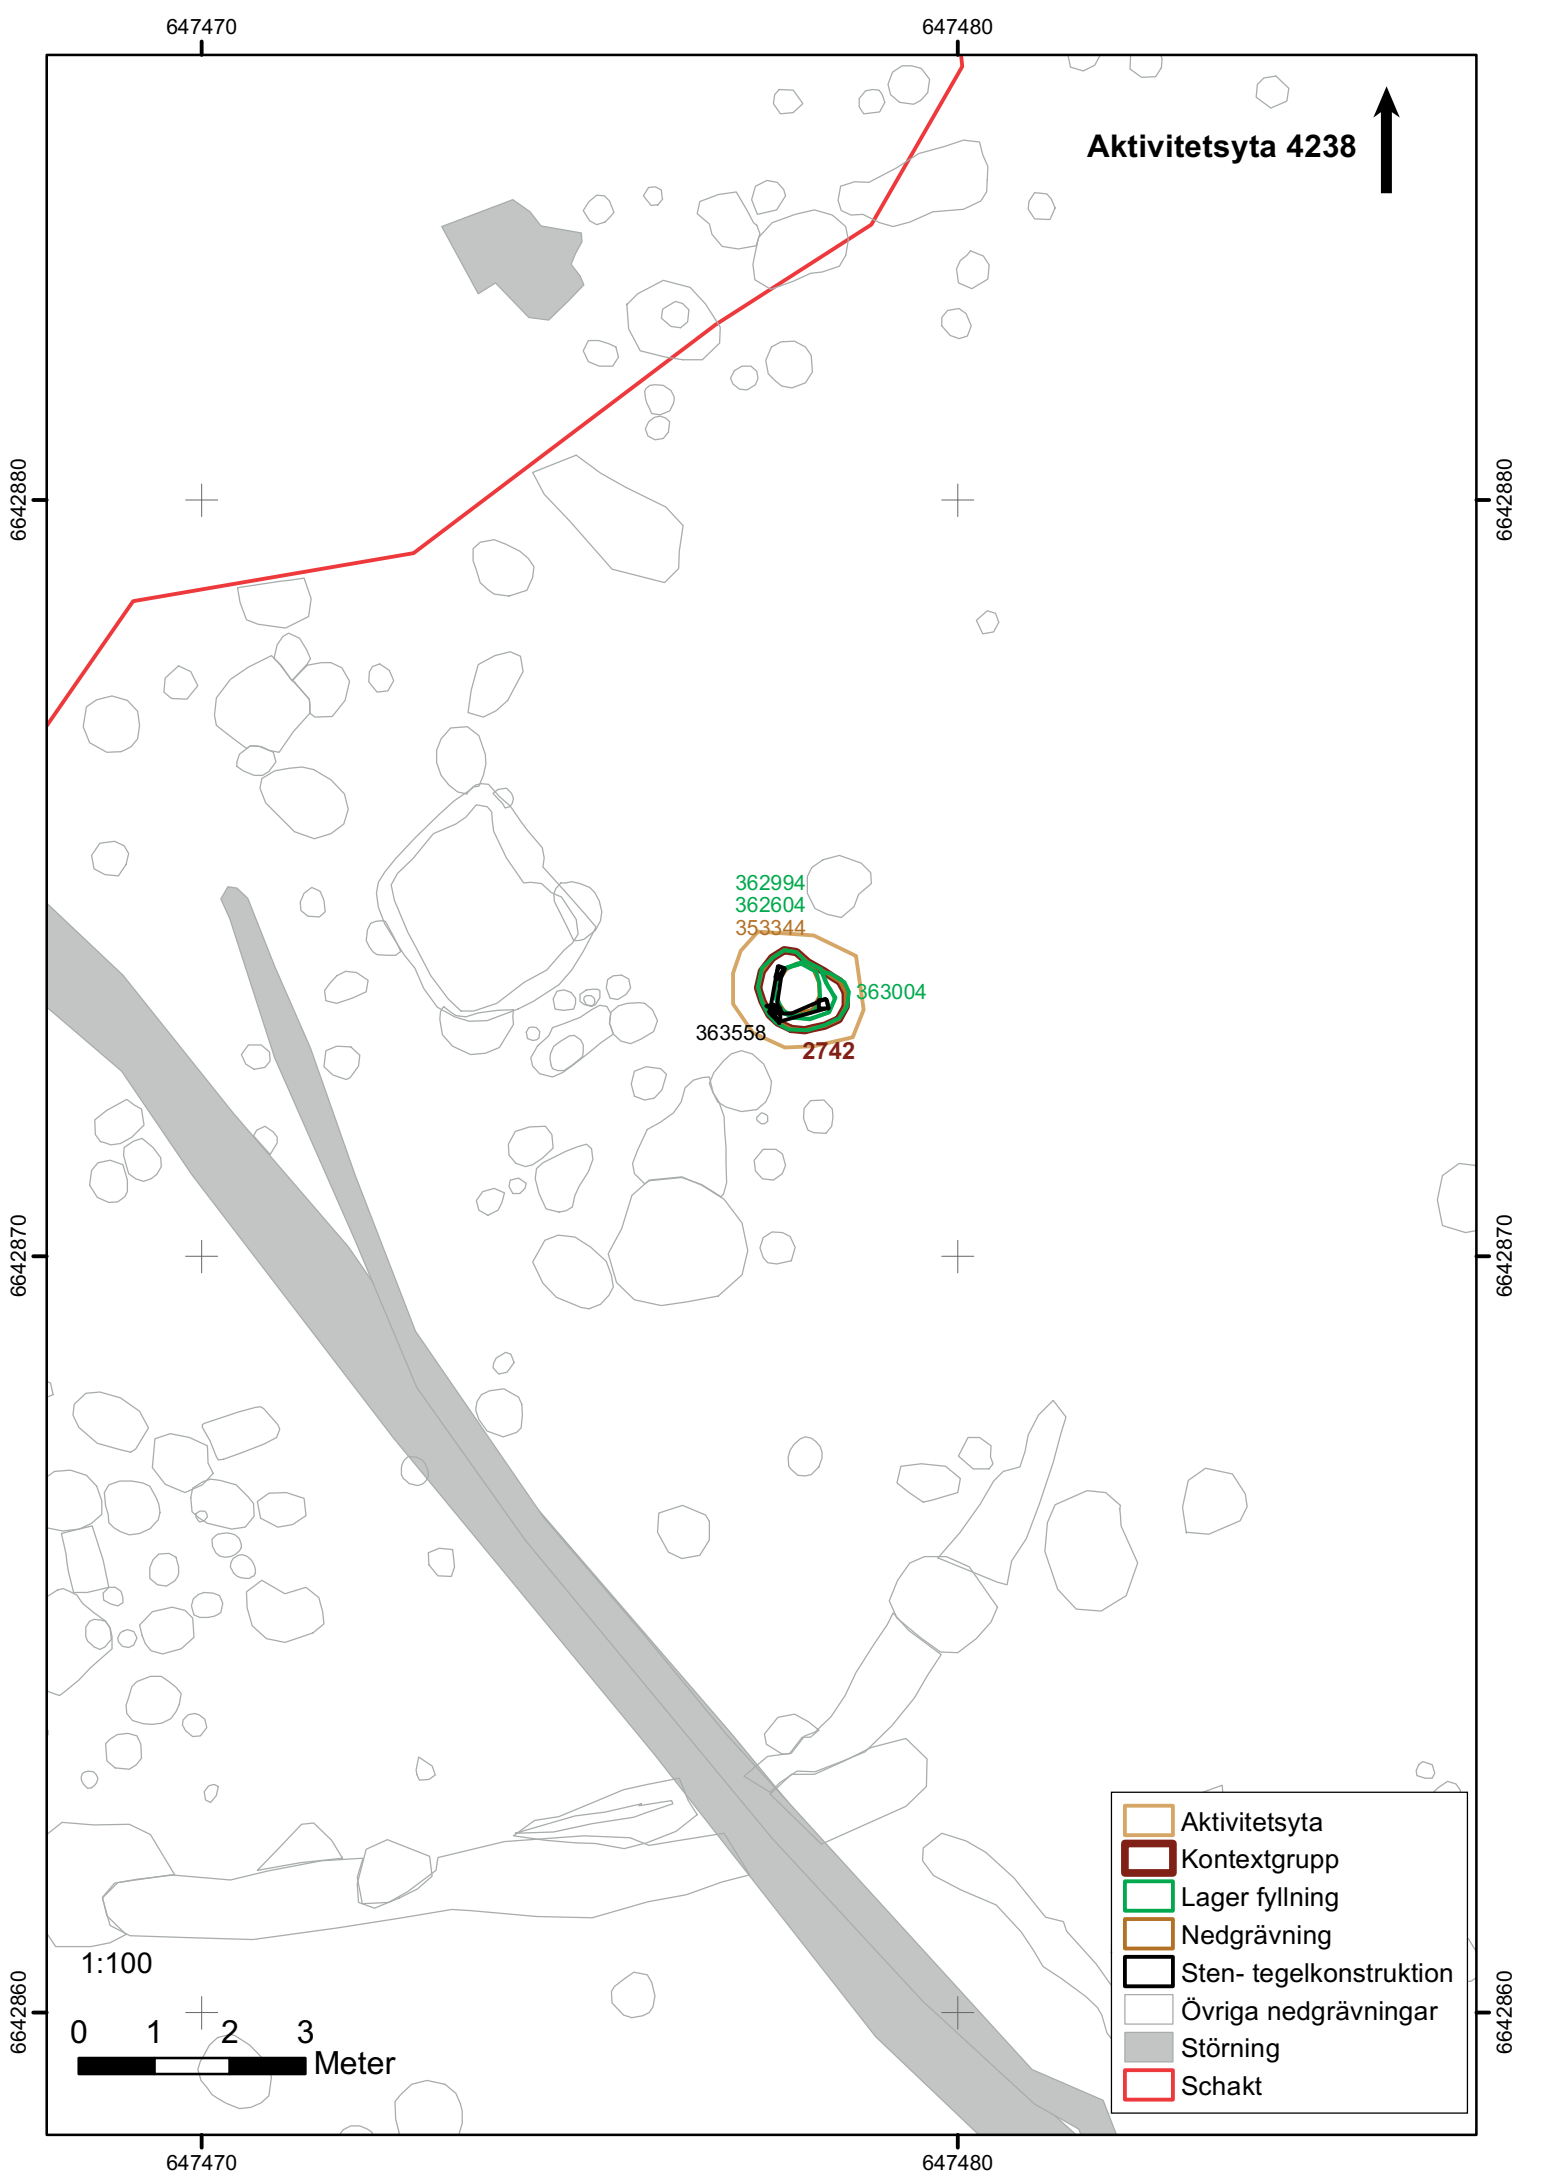 647470
647480
Aktivitetsyta 4238
6642880
6642880
362994
362604
353344
363004
363558
2742
6642870
6642870
Aktivitetsyta
Kontextgrupp
Lager fyllning
Nedgrävning
Sten- tegelkonstruktion
Övriga nedgrävningar
Störning
Schakt
1:100
0 1 2 3
Meter
6642860
6642860
647470
647480